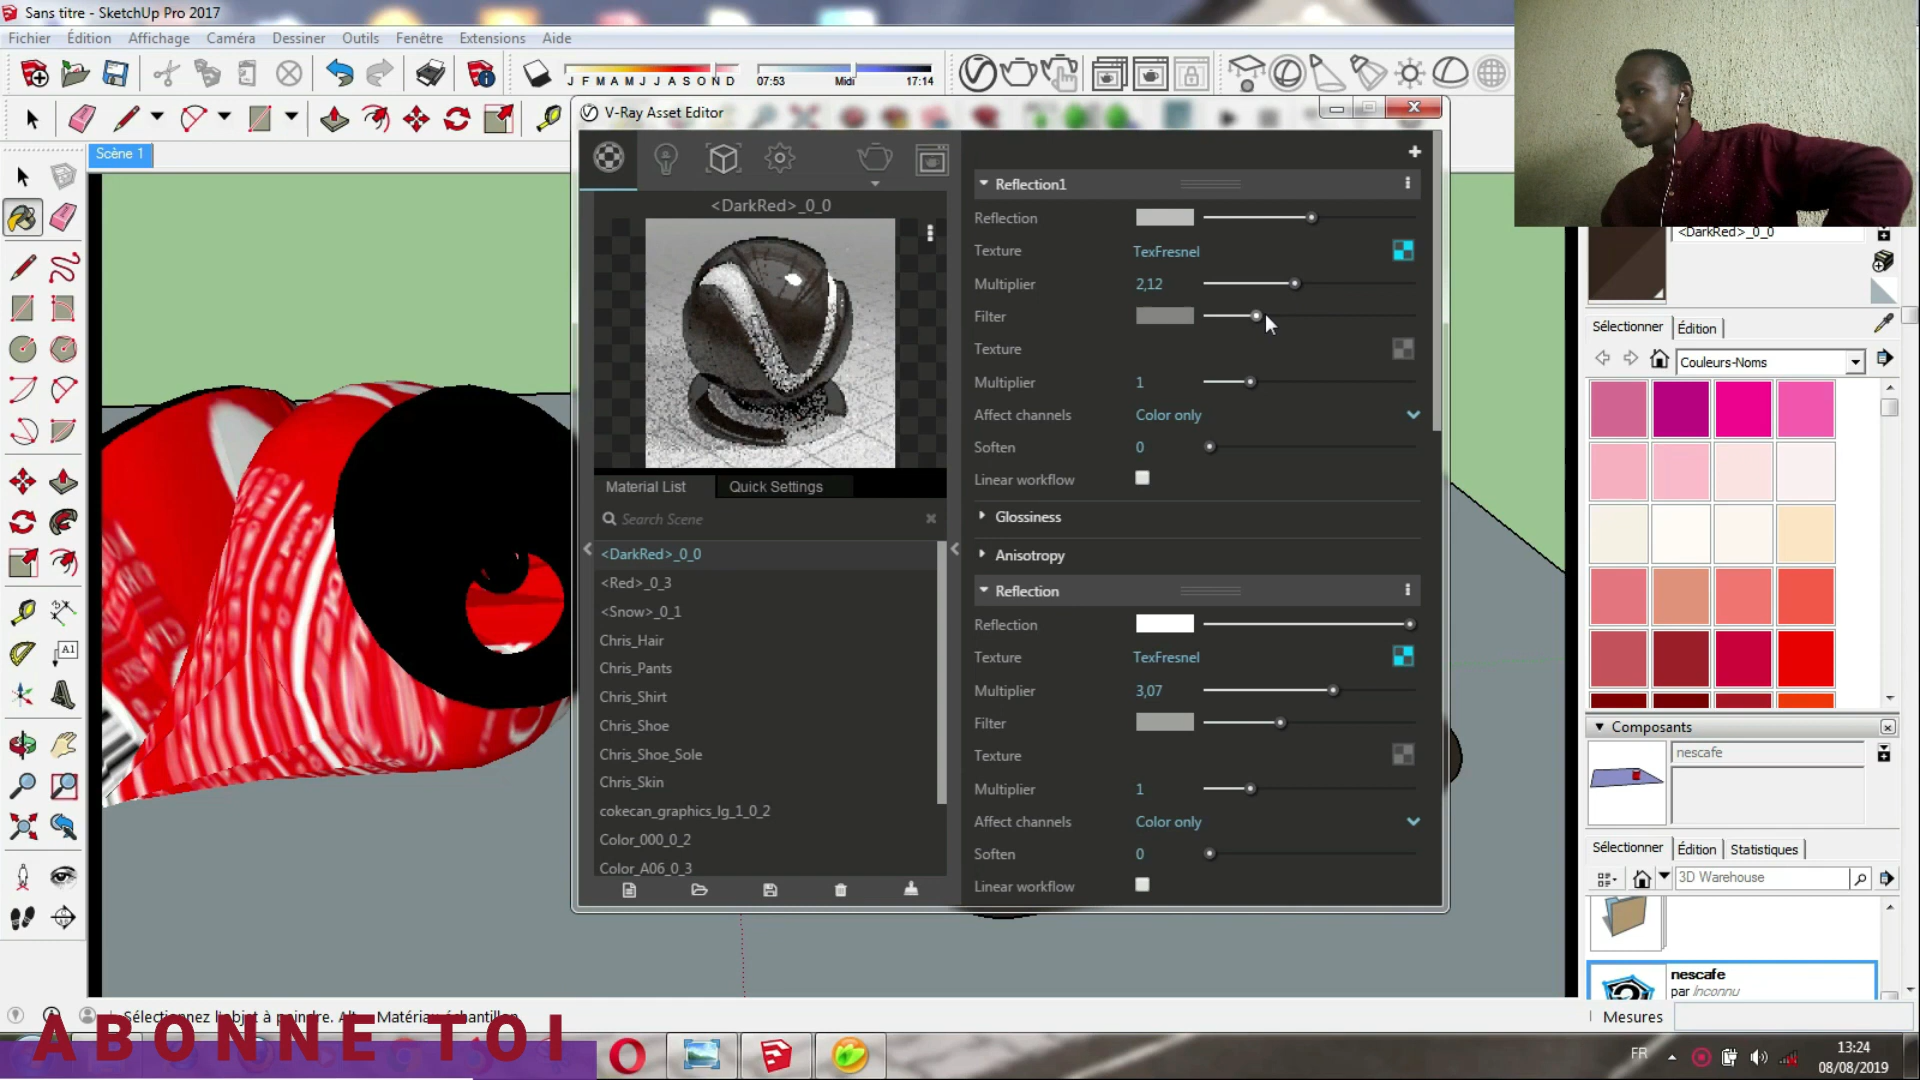 Sans titre - SketchUp Pro 2017
Fichier Édition Affichage Caméra Dessiner Outils Fenêtre Extensions Aide
J F M A M J J A S O N D
07:53 Midi 17:14
V-Ray Asset Editor
Scène 1
<DarkRed>_0_0
Reflection1
Reflection
Texture TexFresnel
Multiplier 2,12
Filter
Texture
Multiplier 1
Affect channels Color only
Soften 0
Linear workflow
Glossiness
Anisotropy
Reflection
Reflection
Texture TexFresnel
Multiplier 3,07
Filter
Texture
Multiplier 1
Affect channels Color only
Soften 0
Linear workflow
Material List Quick Settings
Search Scene
<DarkRed>_0_0
<Red>_0_3
<Snow>_0_1
Chris_Hair
Chris_Pants
Chris_Shirt
Chris_Shoe
Chris_Shoe_Sole
Chris_Skin
cokecan_graphics_lg_1_0_2
Color_000_0_2
Color_A06_0_3
<DarkRed>_0_0
Sélectionner Édition
Couleurs-Noms
Composants
nescafe
Sélectionner Édition Statistiques
3D Warehouse
nescafe
par Inconnu
Mesures
A1
Sélectionnez l'objet à peindre.
ABONNE TOI
FR
13:24
08/08/2019